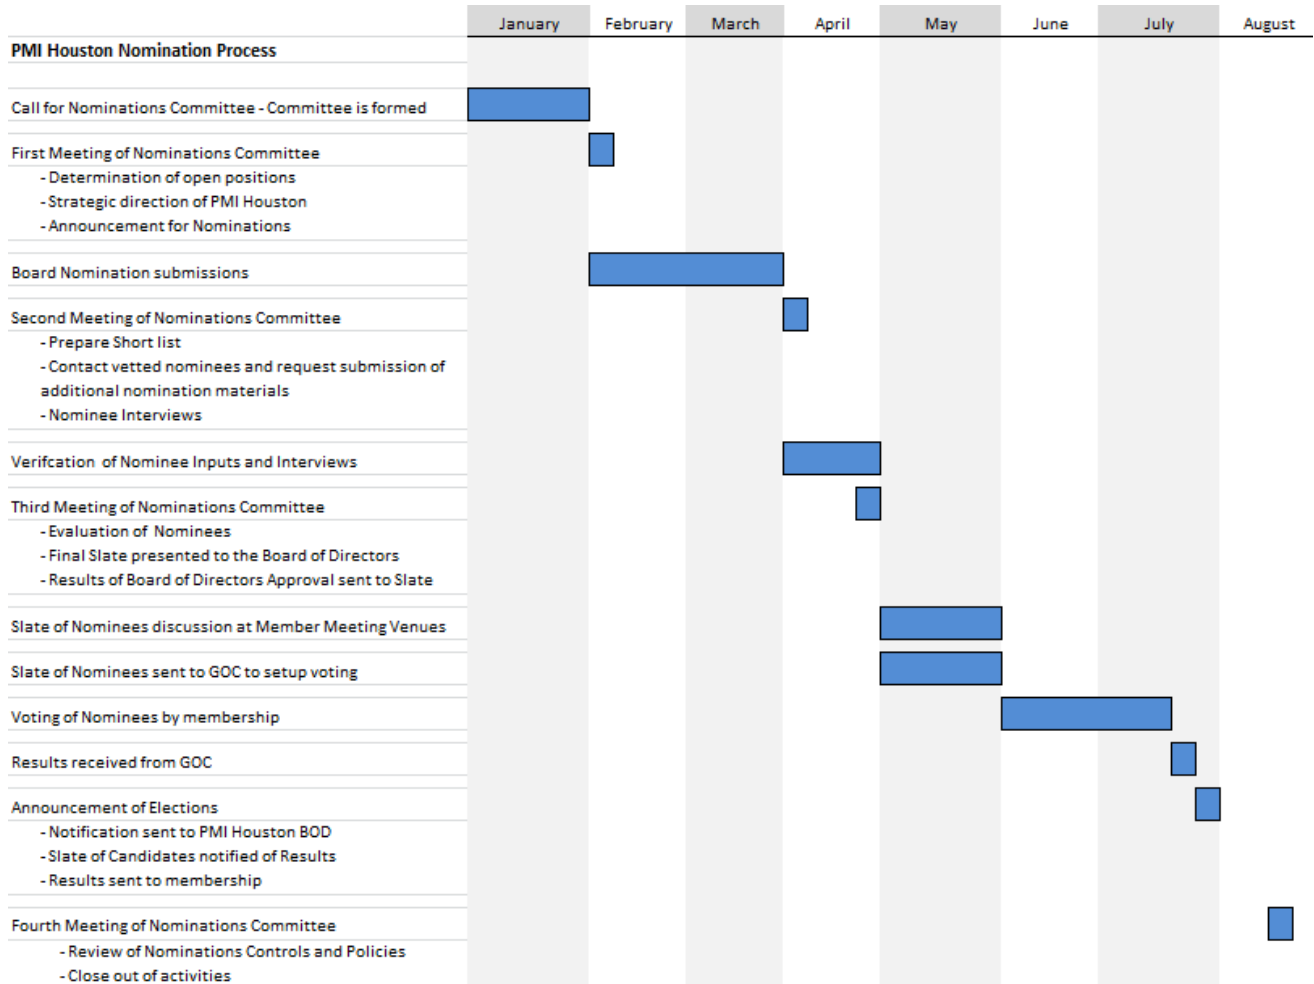 January February March April May June July August
PMI Houston Nomination Process
Call for Nominations Committee - Committee is formed
First Meeting of Nominations Committee
- Determination of open positions
- Strategic direction of PMI Houston
- Announcement for Nominations
Board Nomination submissions
Second Meeting of Nominations Committee
- Prepare Short list
- Contact vetted nominees and request submission of
additional nomination materials
- Nominee Interviews
Verifcation of Nominee Inputs and Interviews
Third Meeting of Nominations Committee
- Evaluation of Nominees
- Final Slate presented to the Board of Directors
- Results of Board of Directors Approval sent to Slate
Slate of Nominees discussion at Member Meeting Venues
Slate of Nominees sent to GOC to setup voting
Voting of Nominees by membership
Results received from GOC
Announcement of Elections
- Notification sent to PMI Houston BOD
- Slate of Candidates notified of Results
- Results sent to membership
Fourth Meeting of Nominations Committee
- Review of Nominations Controls and Policies
- Close out of activities